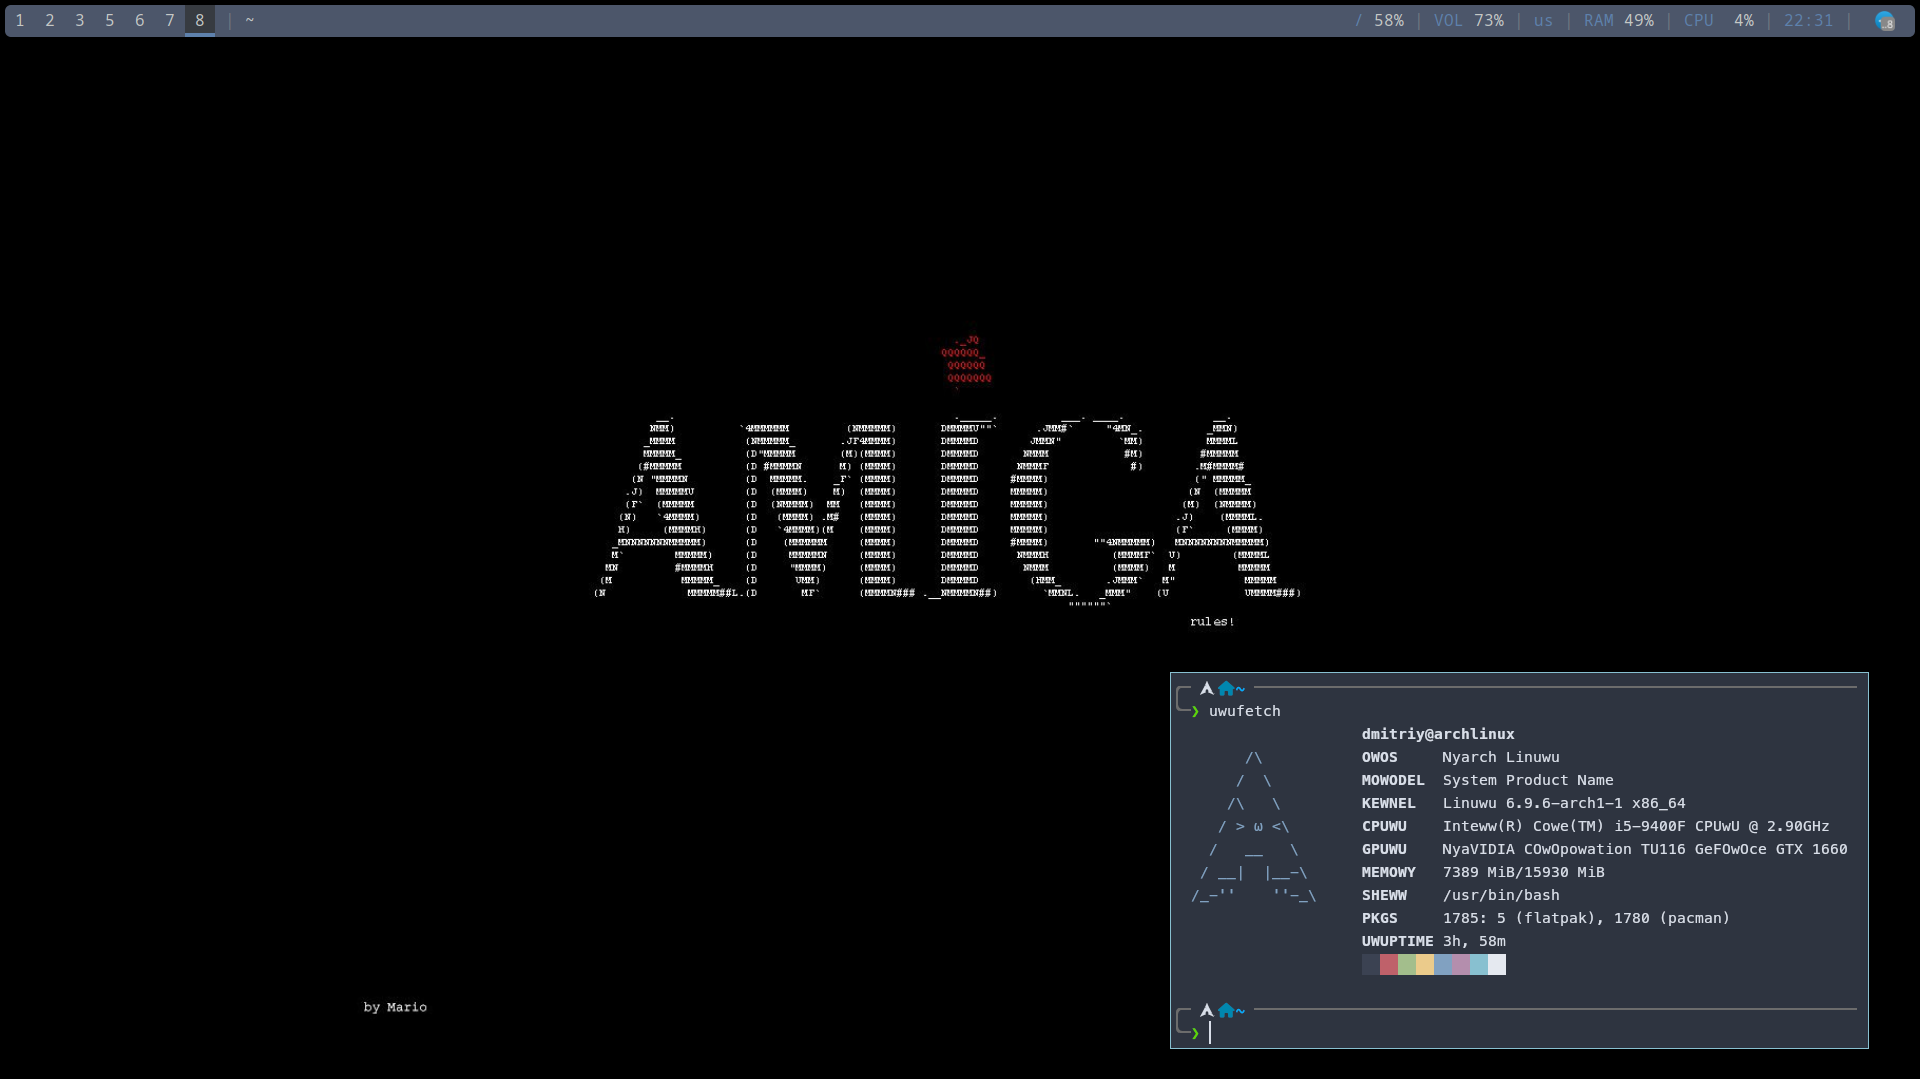 1 2 3 5 6 7 8 | ~
/ 58% | VOL 73% | us | RAM 49% | CPU 4% | 22:31 |
AMIGA
rules!
by Mario
~
❯ uwufetch
dmitriy@archlinux
OWOS Nyarch Linuwu
MOWODEL System Product Name
KEWNEL Linuwu 6.9.6-arch1-1 x86_64
CPUWU Inteww(R) Cowe(TM) i5-9400F CPUwU @ 2.90GHz
GPUWU NyaVIDIA COwOpowation TU116 GeFOwOce GTX 1660
MEMOWY 7389 MiB/15930 MiB
SHEWW /usr/bin/bash
PKGS 1785: 5 (flatpak), 1780 (pacman)
UWUPTIME 3h, 58m
~
❯